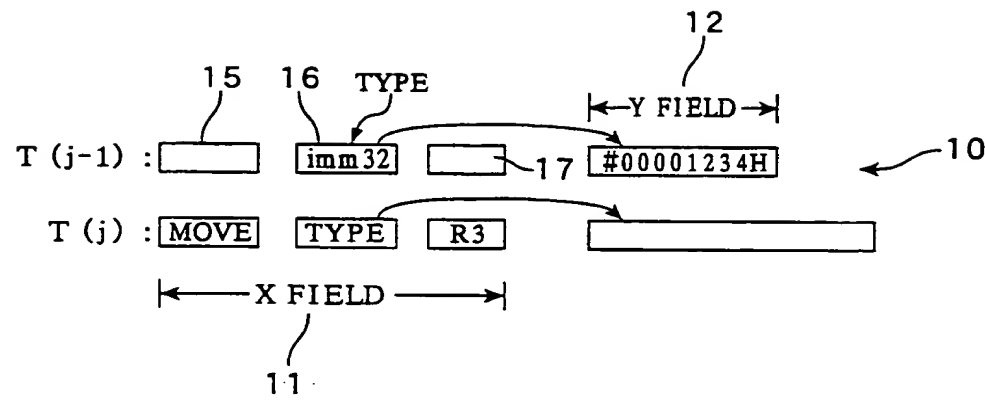 12
15 16 TYPE
Y FIELD
T (j-1) : imm32 17 #00001234H 10
T (j) : MOVE TYPE R3
X FIELD
11